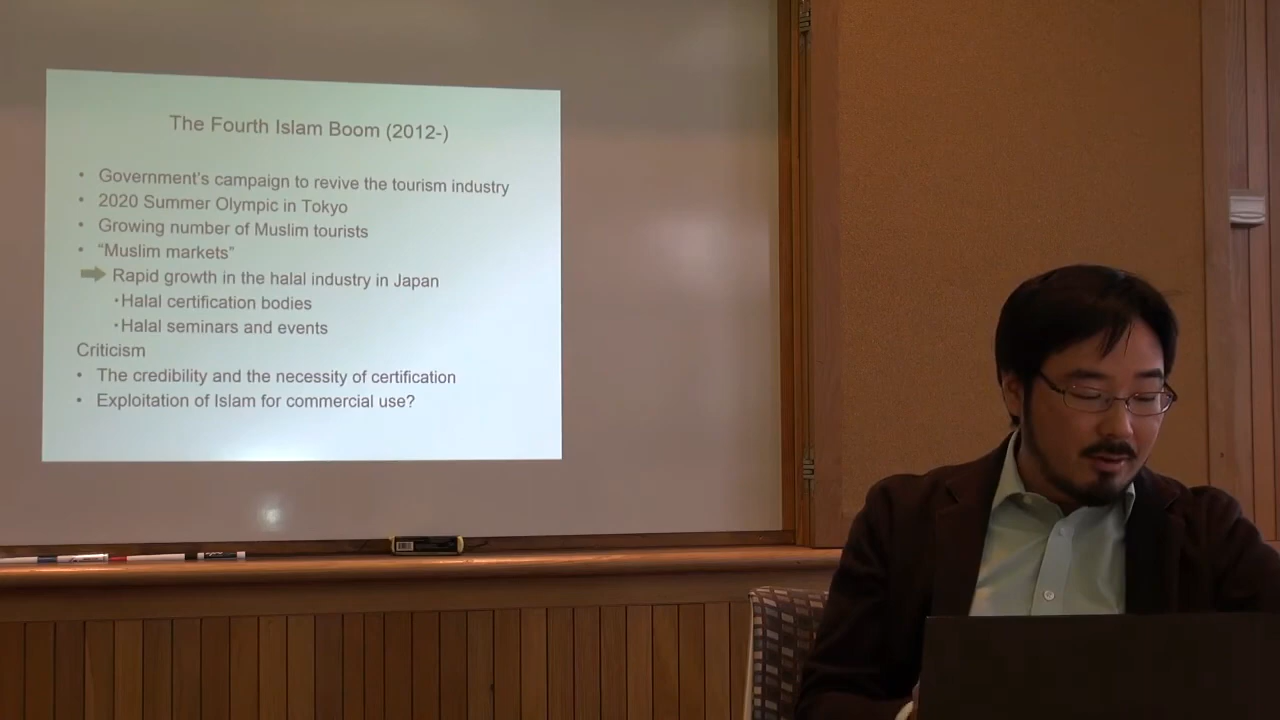 The Fourth Islam Boom (2012-)
• Government's campaign to revive the tourism industry
• 2020 Summer Olympic in Tokyo
• Growing number of Muslim tourists
• “Muslim markets”
Rapid growth in the halal industry in Japan
・Halal certification bodies
・Halal seminars and events
Criticism
• The credibility and the necessity of certification
• Exploitation of Islam for commercial use?